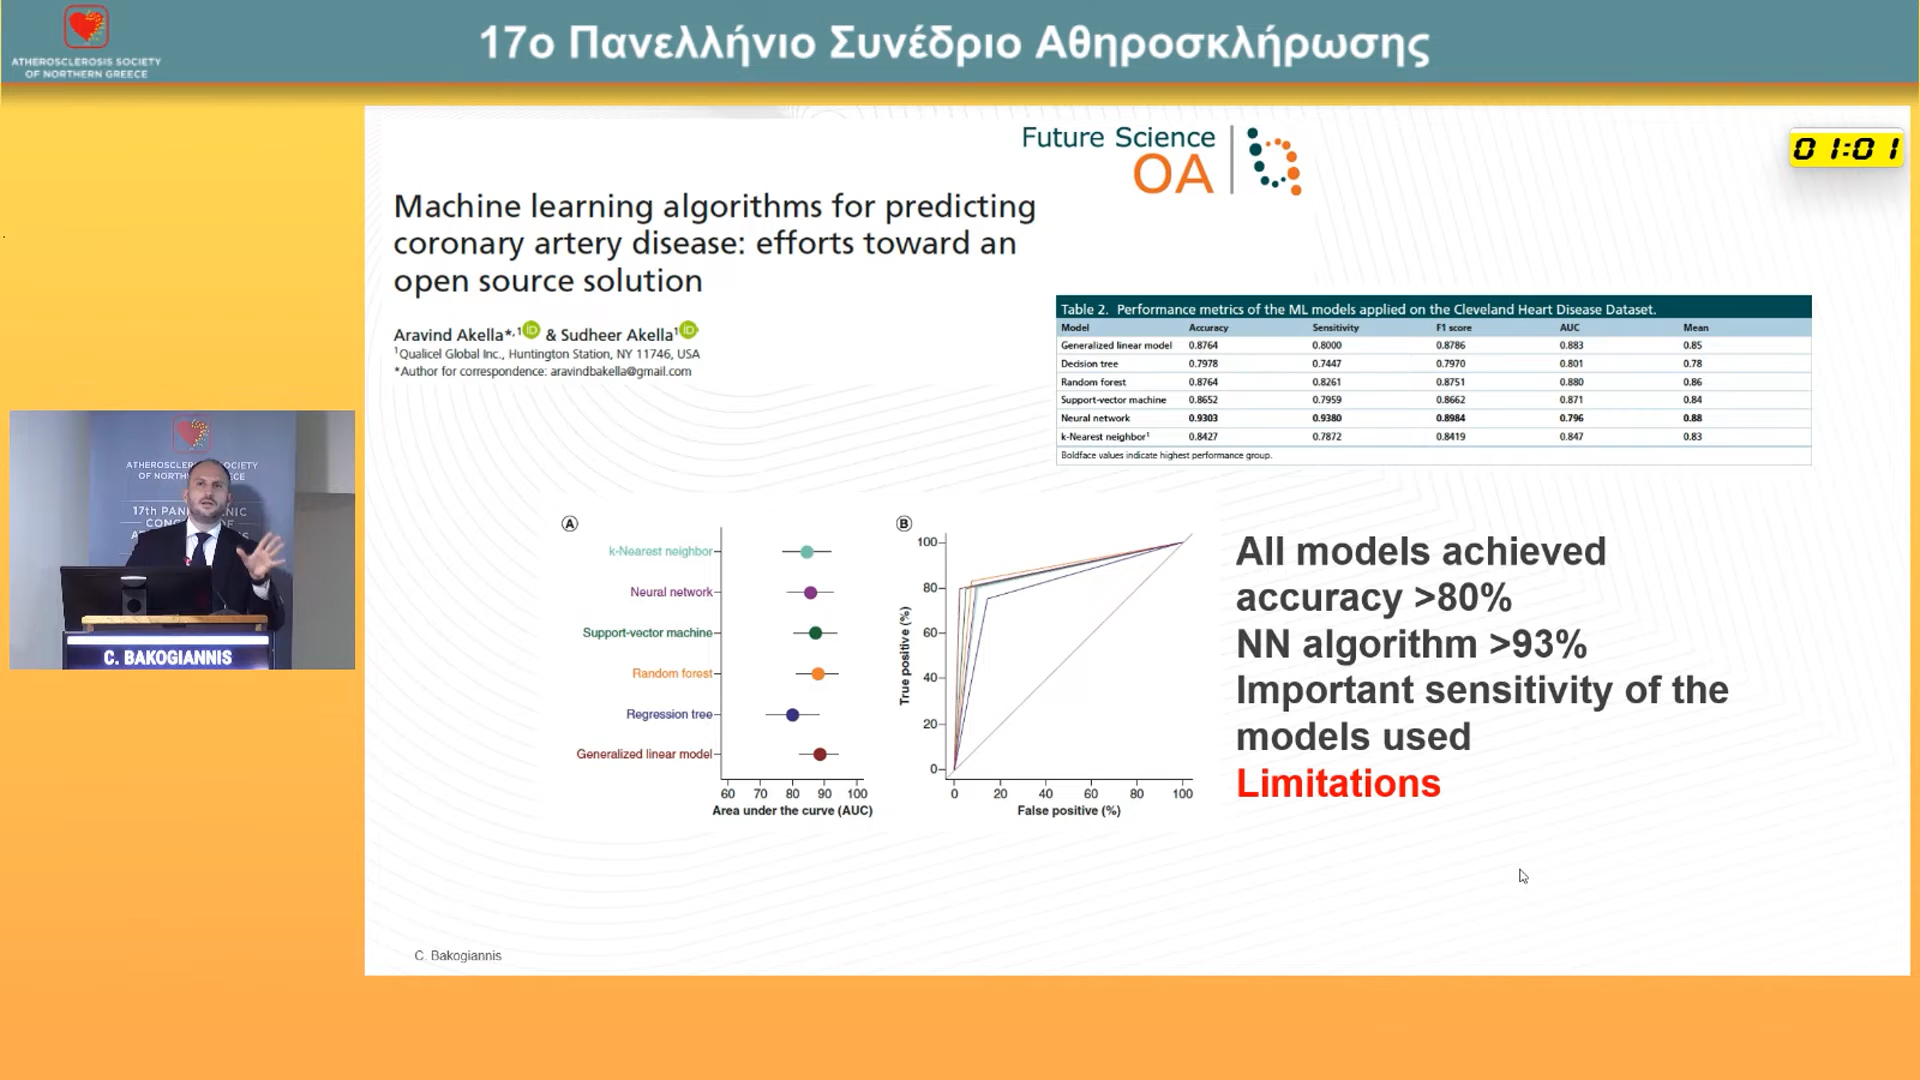 ATHEROSCLEROSIS SOCIETY
OF NORTHERN GREECE
17ο Πανελλήνιο Συνέδριο Αθηροσκλήρωσης
01:01
Future Science
OA
Machine learning algorithms for predicting
coronary artery disease: efforts toward an
open source solution
Aravind Akella*,1 & Sudheer Akella1
1Qualicel Global Inc., Huntington Station, NY 11746, USA
*Author for correspondence: aravindbakella@gmail.com
Table 2. Performance metrics of the ML models applied on the Cleveland Heart Disease Dataset.
Model Accuracy Sensitivity F1 score AUC Mean
Generalized linear model 0.8764 0.8000 0.8786 0.883 0.85
Decision tree 0.7978 0.7447 0.7970 0.801 0.78
Random forest 0.8764 0.8261 0.8751 0.880 0.86
Support-vector machine 0.8652 0.7959 0.8662 0.871 0.84
Neural network 0.9303 0.9380 0.8984 0.796 0.88
k-Nearest neighbor1 0.8427 0.7872 0.8419 0.847 0.83
Boldface values indicate highest performance group.
A
k-Nearest neighbor
Neural network
Support-vector machine
Random forest
Regression tree
Generalized linear model
60 70 80 90 100
Area under the curve (AUC)
B
True positive (%)
100
80
60
40
20
0
0 20 40 60 80 100
False positive (%)
All models achieved
accuracy >80%
NN algorithm >93%
Important sensitivity of the
models used
Limitations
C. Bakogiannis
SOCIETY
OF
17th
C. BAKOGIANNIS